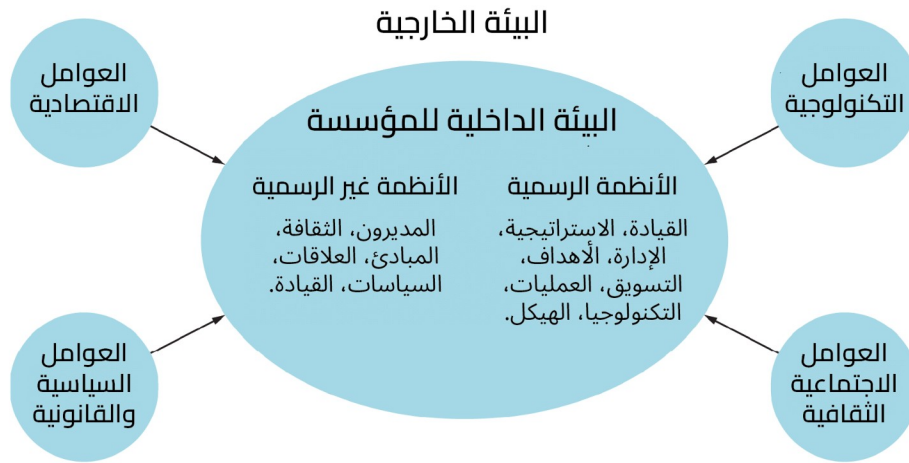 البيئة الخارجية
العوامل
التكنولوجية
العوامل
الاقتصادية
البيئة الداخلية للمؤسسة
الأنظمة الرسمية
القيادة، الاستراتيجية،
الإدارة، الأهداف،
التسويق، العمليات،
التكنولوجيا، الهيكل.
الأنظمة غير الرسمية
المديرون، الثقافة،
المبادئ، العلاقات،
السياسات، القيادة.
العوامل
الاجتماعية
الثقافية
العوامل
السياسية
والقانونية